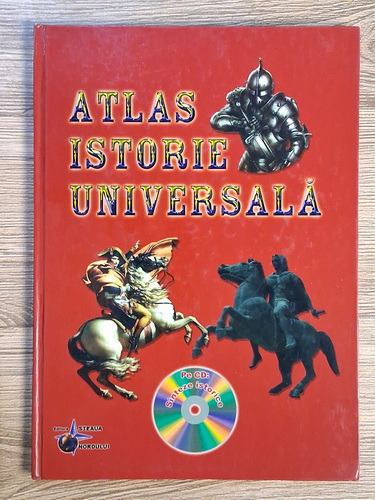 ATLAS
ISTORIE
UNIVERSALĂ
Pe CD:
Sinteze istorice
Editura STEAUA
NORDULUI